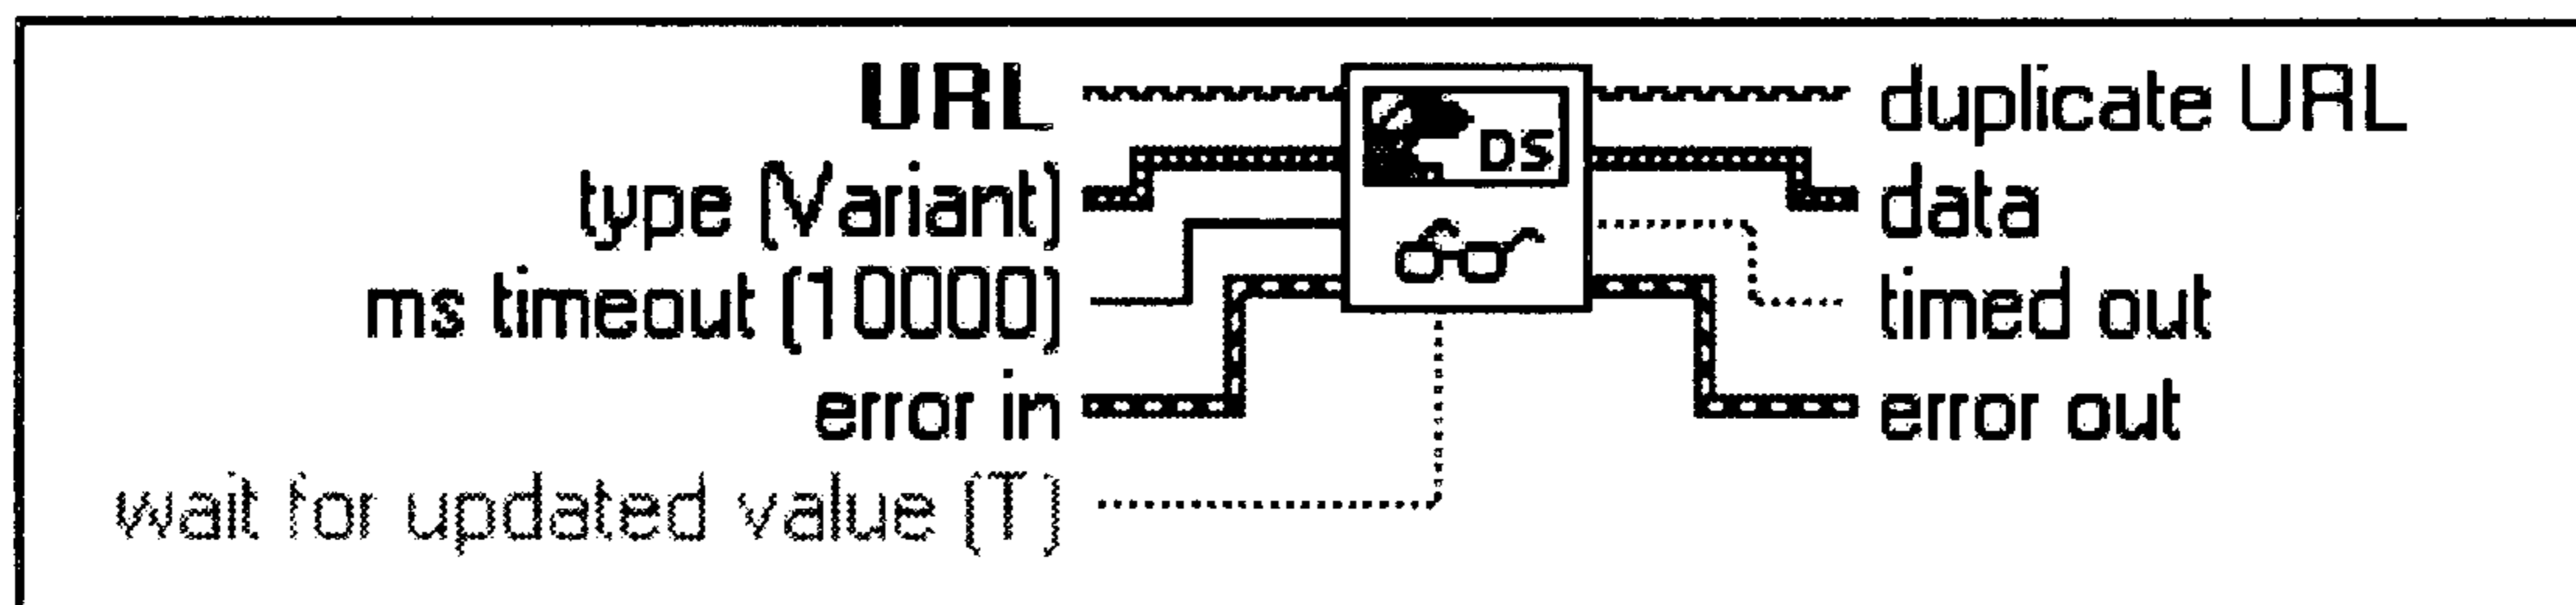 URL
type (Variant)
ms timeout (10000)
error in
wait for updated value (T)
DS
duplicate URL
data
timed out
error out